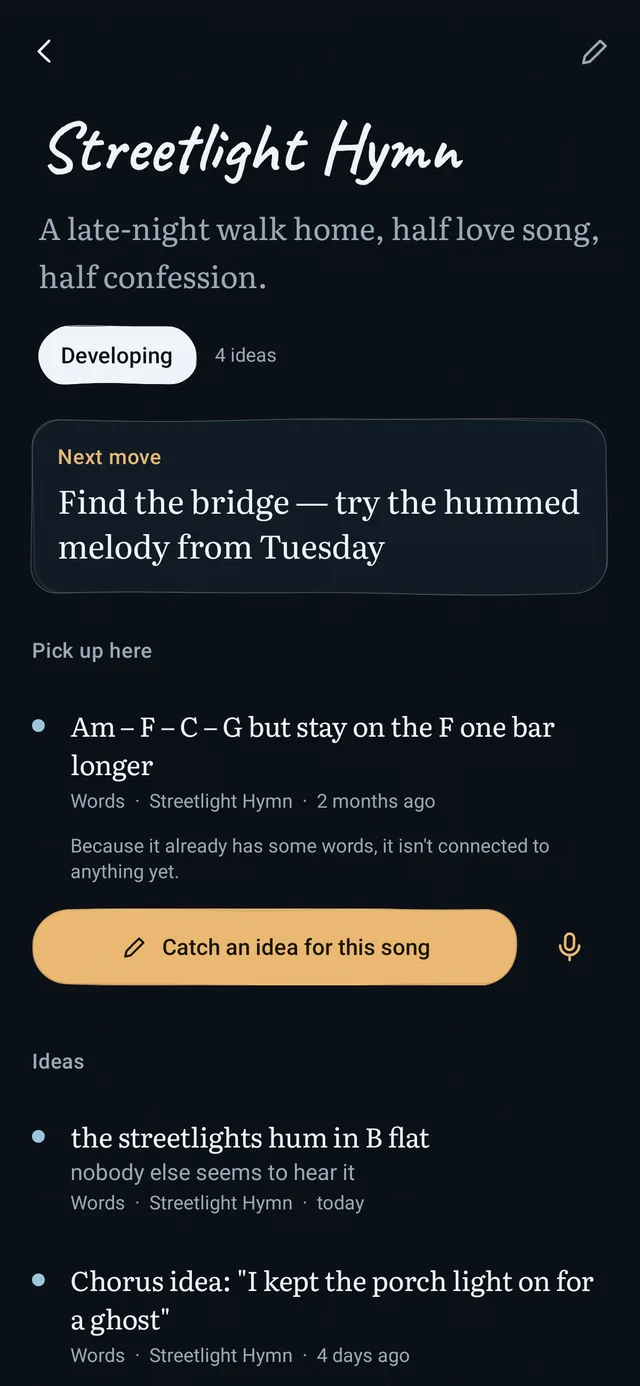 Streetlight Hymn
A late-night walk home, half love song,
half confession.
Developing
4 ideas
Next move
Find the bridge — try the hummed
melody from Tuesday
Pick up here
Am – F – C – G but stay on the F one bar
longer
Words · Streetlight Hymn · 2 months ago
Because it already has some words, it isn't connected to
anything yet.
Catch an idea for this song
Ideas
the streetlights hum in B flat
nobody else seems to hear it
Words · Streetlight Hymn · today
Chorus idea: "I kept the porch light on for
a ghost"
Words · Streetlight Hymn · 4 days ago